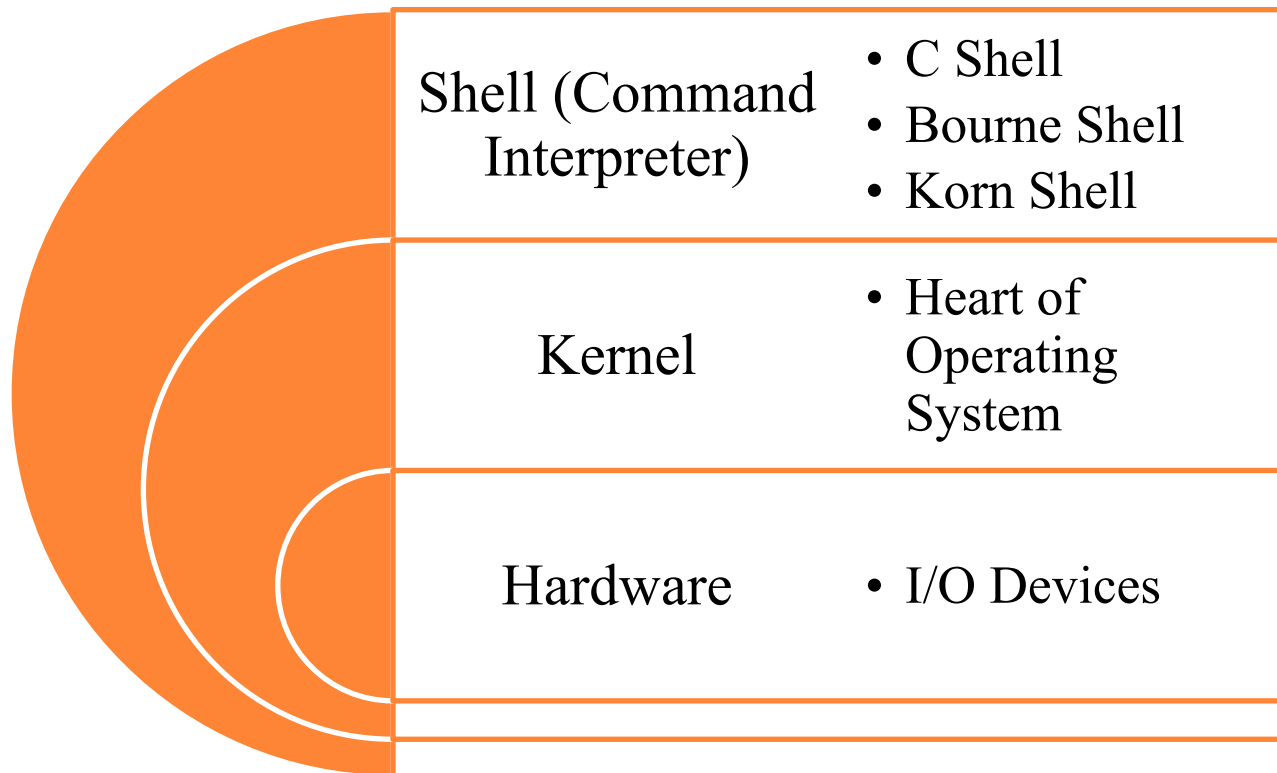 Shell (Command
Interpreter)
• C Shell
• Bourne Shell
• Korn Shell
Kernel
• Heart of
Operating
System
Hardware
• I/O Devices